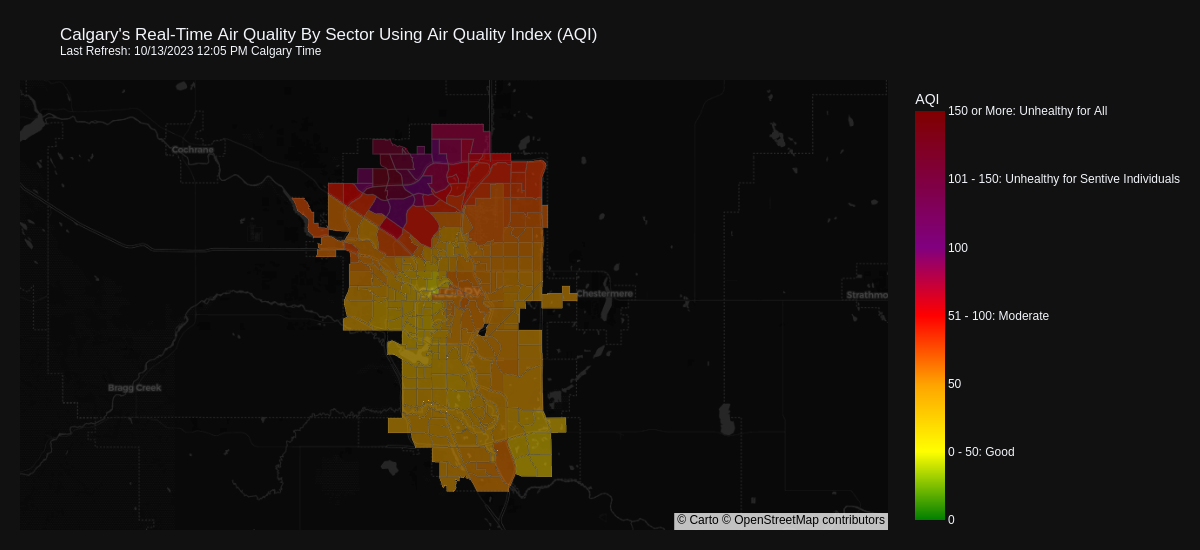 Calgary's Real-Time Air Quality By Sector Using Air Quality Index (AQI)
Last Refresh: 10/13/2023 12:05 PM Calgary Time
AQI
150 or More: Unhealthy for All
Cochrane
101 - 150: Unhealthy for Sentive Individuals
100
CALGARY
Chestermere
Strathmo
51 - 100: Moderate
Bragg Creek
50
0 - 50: Good
© Carto © OpenStreetMap contributors
0